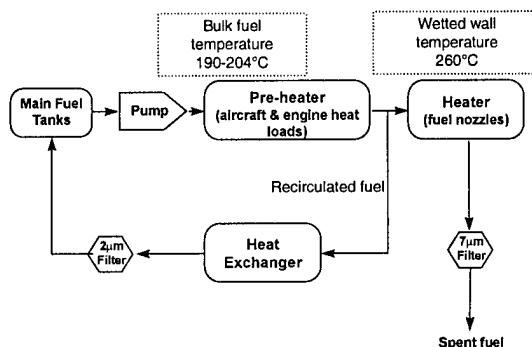 Bulk fuel
temperature
190-204°C
Wetted wall
temperature
260°C
Main Fuel
Tanks
Pump
Pre-heater
(aircraft & engine heat
loads)
Heater
(fuel nozzles)
Recirculated fuel
2μm
Filter
Heat
Exchanger
7μm
Filter
Spent fuel